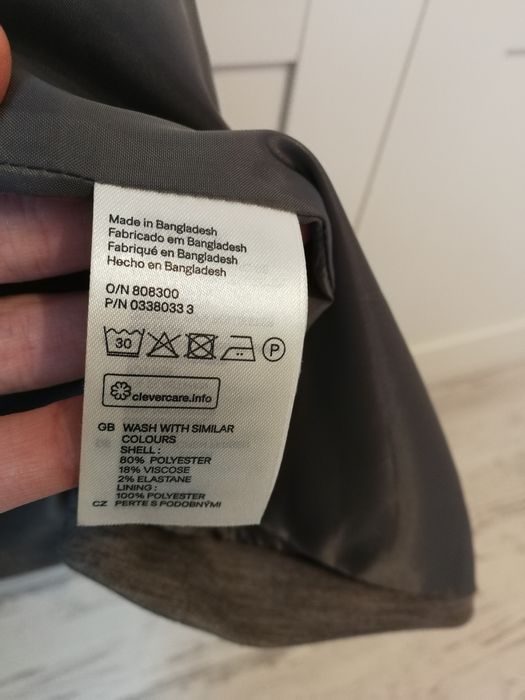 Made in Bangladesh
Fabricado em Bangladesh
Fabriqué en Bangladesh
Hecho en Bangladesh
O/N 808300
P/N 0338033 3
30
P
clevercare.info
GB WASH WITH SIMILAR
COLOURS
SHELL :
80% POLYESTER
18% VISCOSE
2% ELASTANE
LINING :
100% POLYESTER
CZ PERTE S PODOBNÝMI